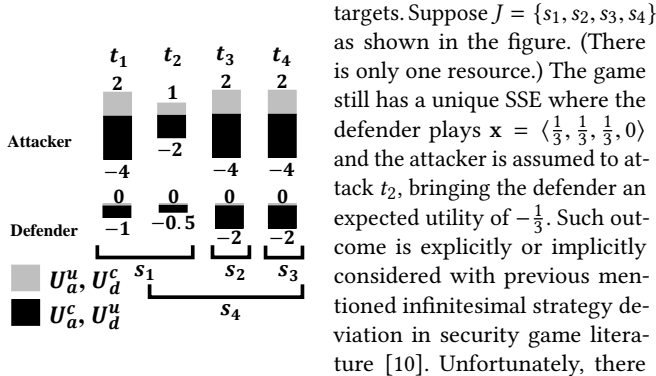 t₁ t₂ t₃ t₄
2 1 2 2
Attacker
−4 −2 −4 −4
0 0 0 0
Defender
−1 −0.5 −2 −2
s₁ s₂ s₃
s₄
Uₐᵘ, U_d^c
Uₐᶜ, U_d^u
targets. Suppose J = {s₁, s₂, s₃, s₄}
as shown in the figure. (There
is only one resource.) The game
still has a unique SSE where the
defender plays x = ⟨1/3, 1/3, 1/3, 0⟩
and the attacker is assumed to at-
tack t₂, bringing the defender an
expected utility of −1/3. Such out-
come is explicitly or implicitly
considered with previous men-
tioned infinitesimal strategy de-
viation in security game litera-
ture [10]. Unfortunately, there